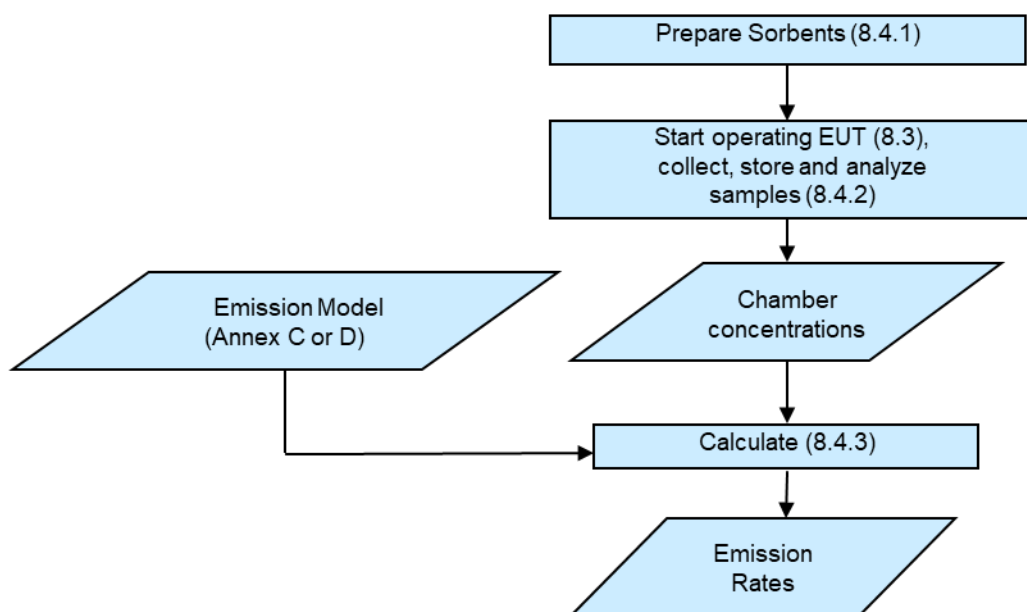 Prepare Sorbents (8.4.1)
Start operating EUT (8.3),
collect, store and analyze
samples (8.4.2)
Emission Model
(Annex C or D)
Chamber
concentrations
Calculate (8.4.3)
Emission
Rates